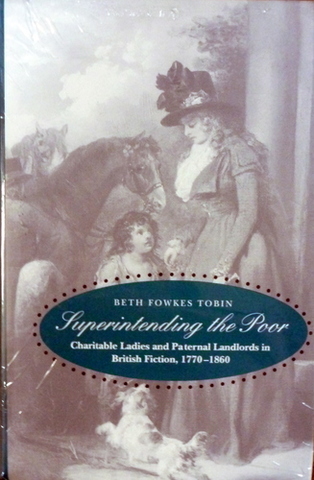 BETH FOWKES TOBIN
Superintending the Poor
Charitable Ladies and Paternal Landlords in
British Fiction, 1770–1860